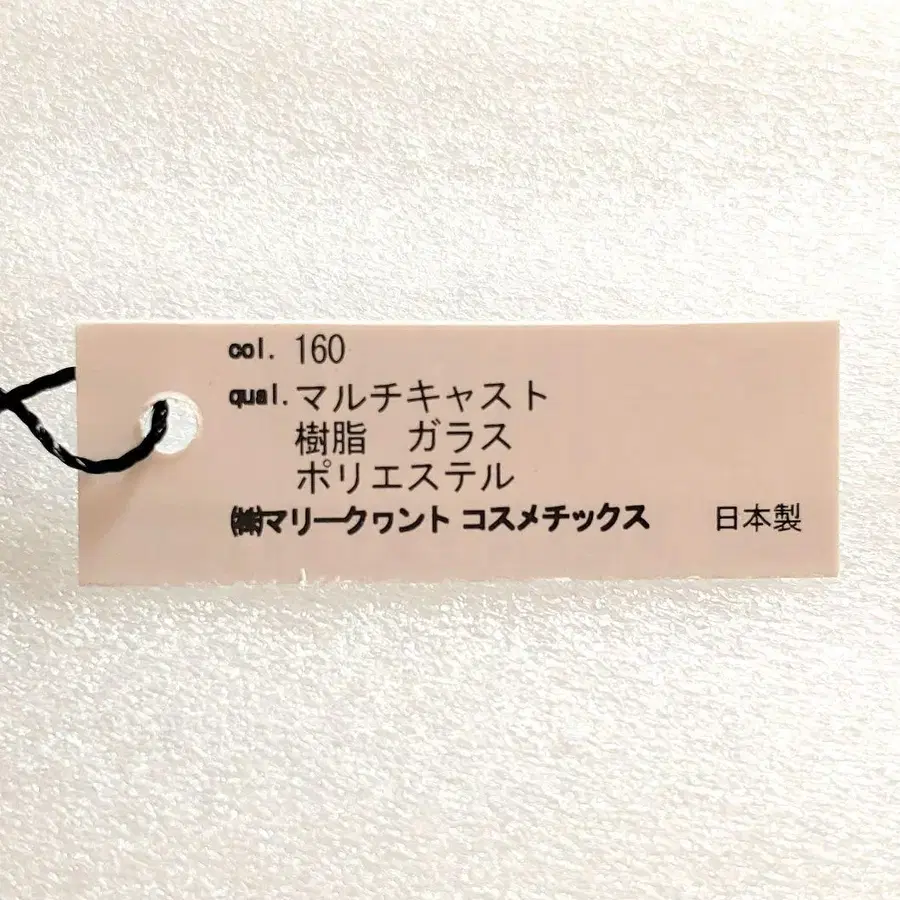 col. 160
qual. マルチキャスト
樹脂 ガラス
ポリエステル
㈱マリークヮント コスメチックス 日本製